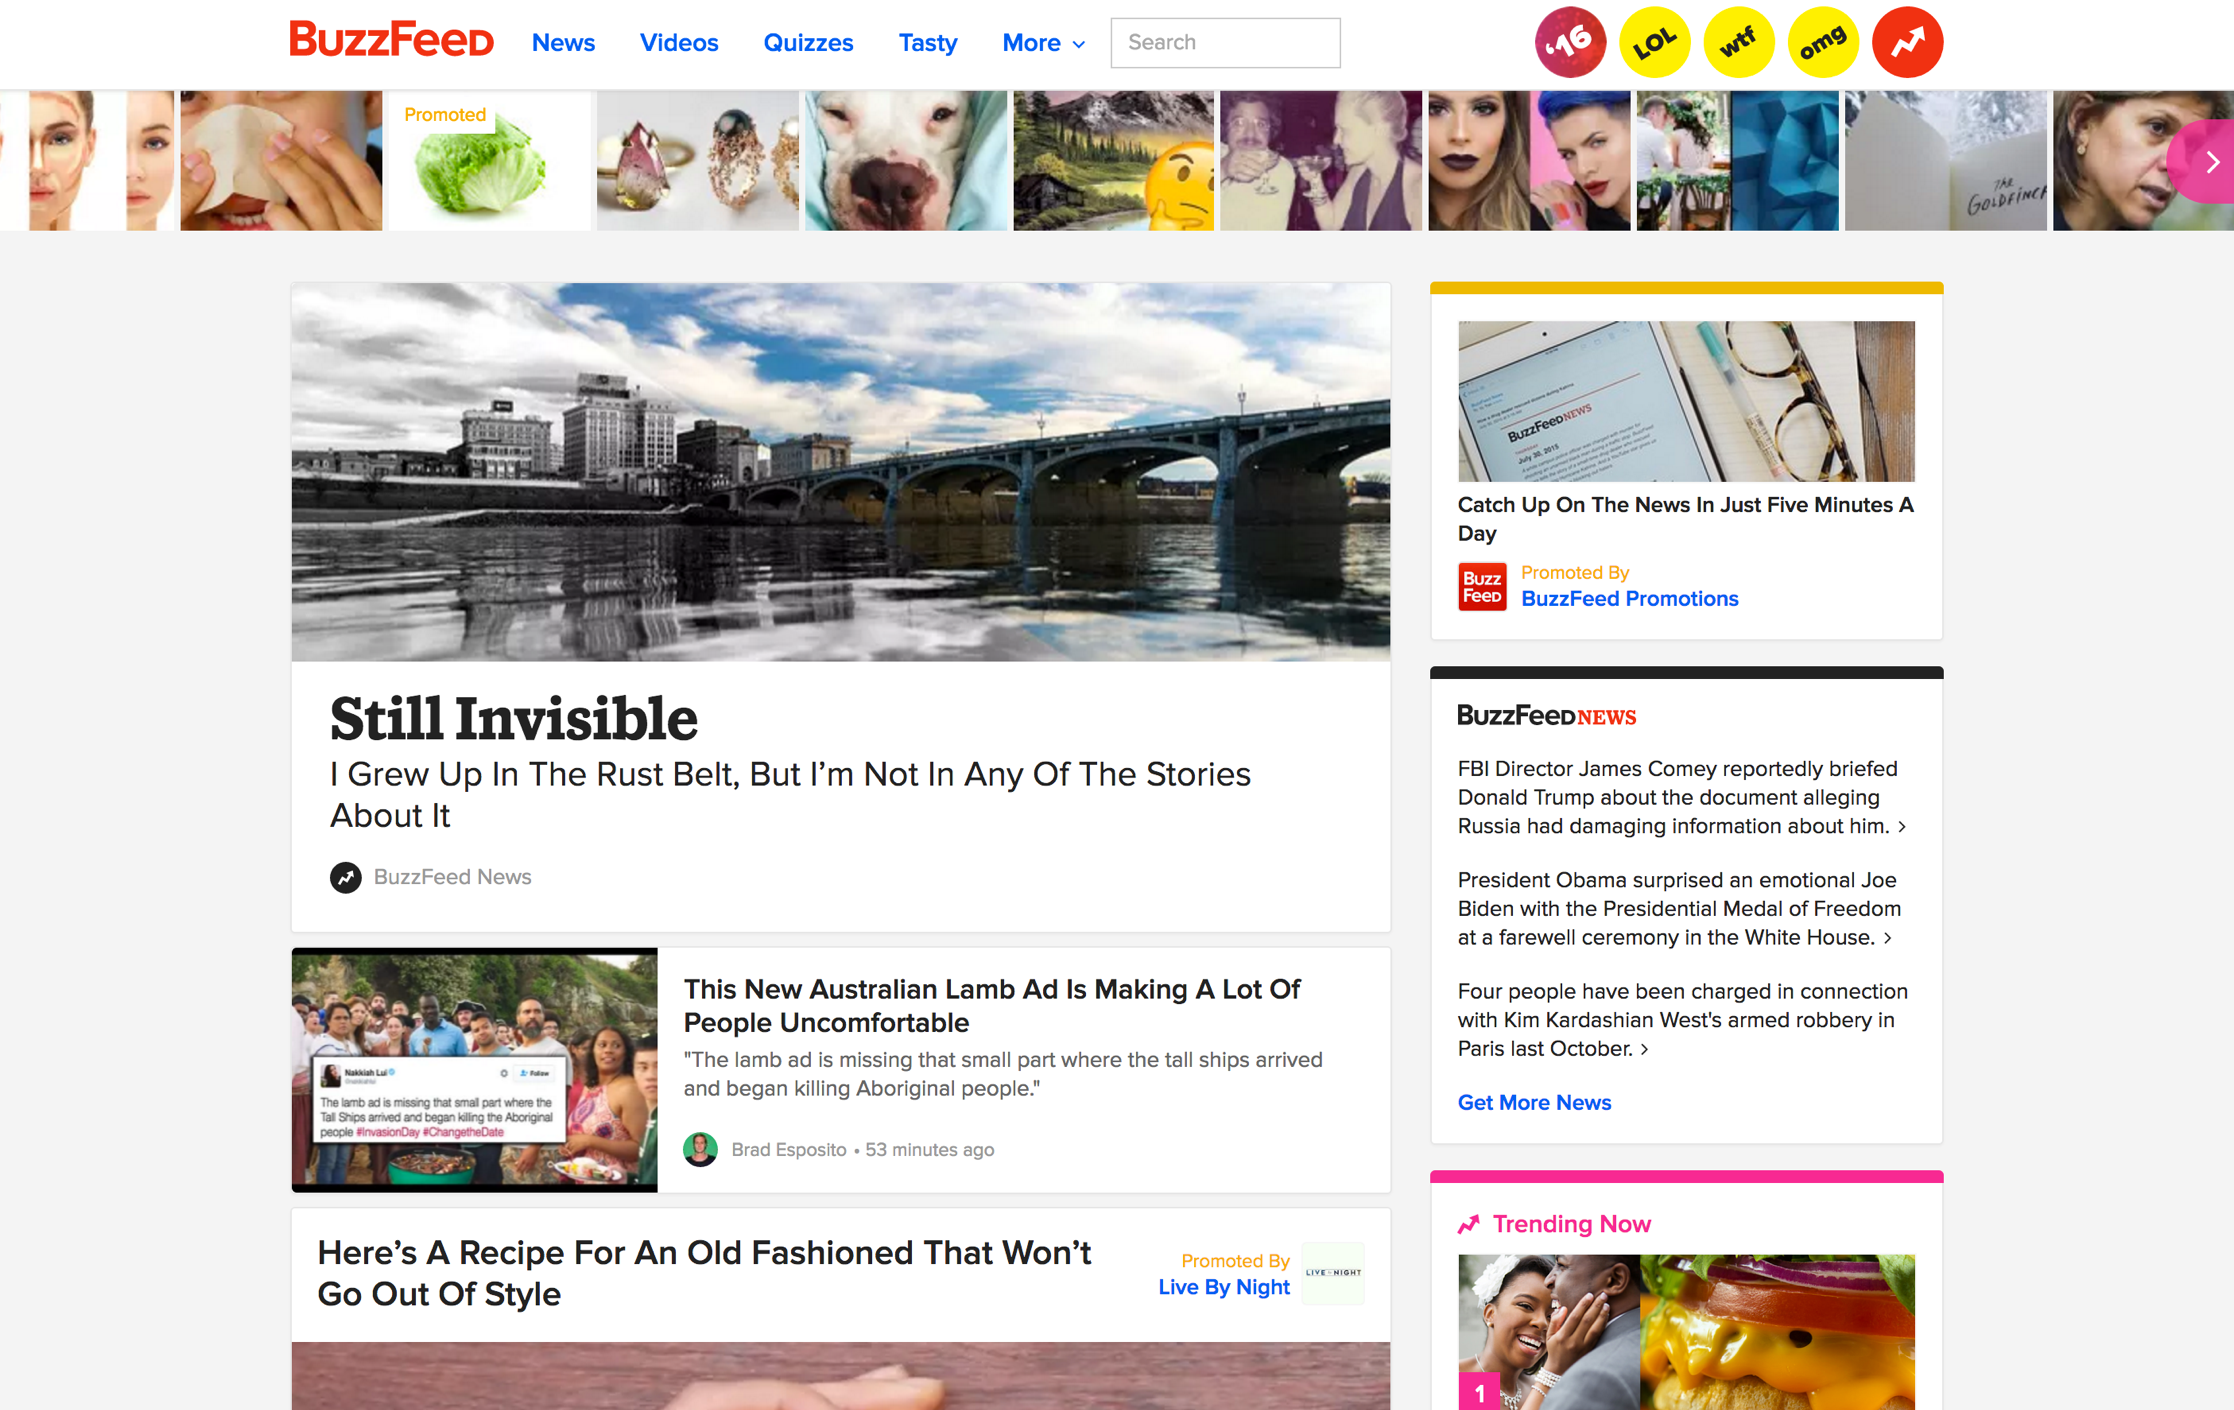 BuzzFeeD
News
Videos
Quizzes
Tasty
More
Search
'16
LOL
wtf
omg
Promoted
THE
GOLDFINCH
Still Invisible
I Grew Up In The Rust Belt, But I’m Not In Any Of The Stories
About It
BuzzFeed News
This New Australian Lamb Ad Is Making A Lot Of
People Uncomfortable
"The lamb ad is missing that small part where the tall ships arrived
and began killing Aboriginal people."
Brad Esposito • 53 minutes ago
Nakkiah Lui
Follow
The lamb ad is missing that small part where the
Tall Ships arrived and began killing the Aboriginal
people #InvasionDay #ChangetheDate
Here’s A Recipe For An Old Fashioned That Won’t
Go Out Of Style
Promoted By
Live By Night
LIVE BY NIGHT
BuzzFeeD NEWS
July 30, 2015
Catch Up On The News In Just Five Minutes A
Day
Buzz
FeeD
Promoted By
BuzzFeed Promotions
BuzzFeeD NEWS
FBI Director James Comey reportedly briefed
Donald Trump about the document alleging
Russia had damaging information about him. >
President Obama surprised an emotional Joe
Biden with the Presidential Medal of Freedom
at a farewell ceremony in the White House. >
Four people have been charged in connection
with Kim Kardashian West's armed robbery in
Paris last October. >
Get More News
Trending Now
1